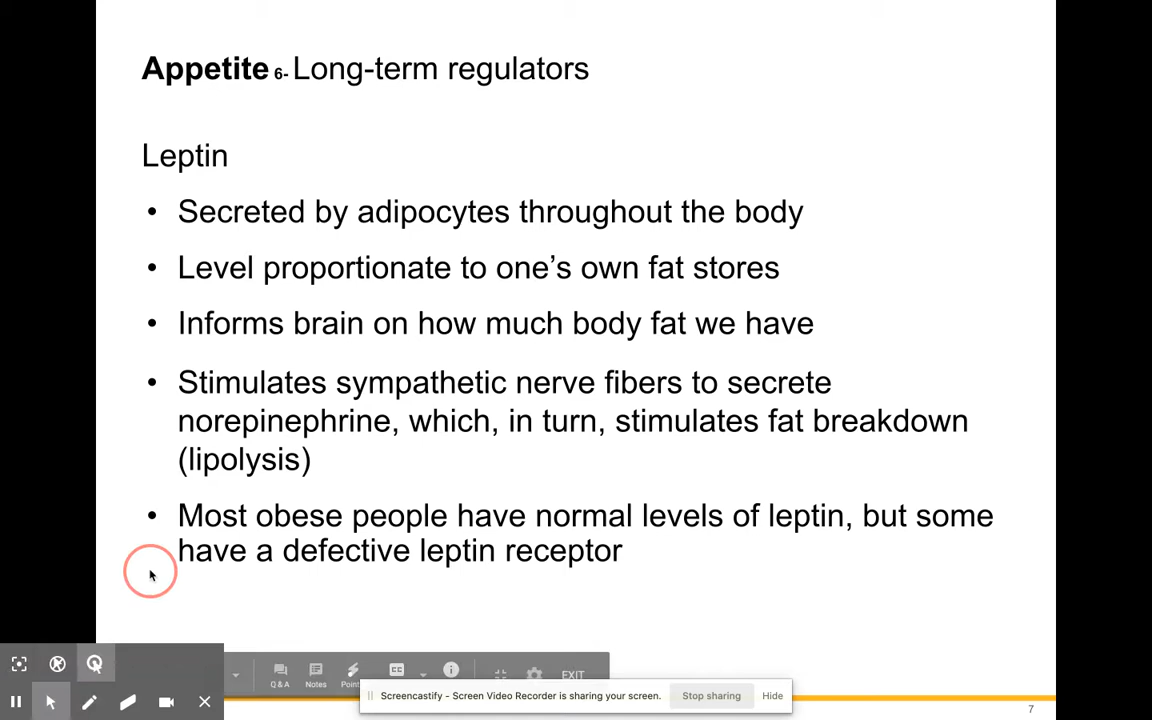 Appetite 6- Long-term regulators
Leptin
• Secreted by adipocytes throughout the body
• Level proportionate to one’s own fat stores
• Informs brain on how much body fat we have
• Stimulates sympathetic nerve fibers to secrete
norepinephrine, which, in turn, stimulates fat breakdown
(lipolysis)
• Most obese people have normal levels of leptin, but some
have a defective leptin receptor
Q&A Notes Point CC EXIT
Screencastify - Screen Video Recorder is sharing your screen. Stop sharing Hide
7